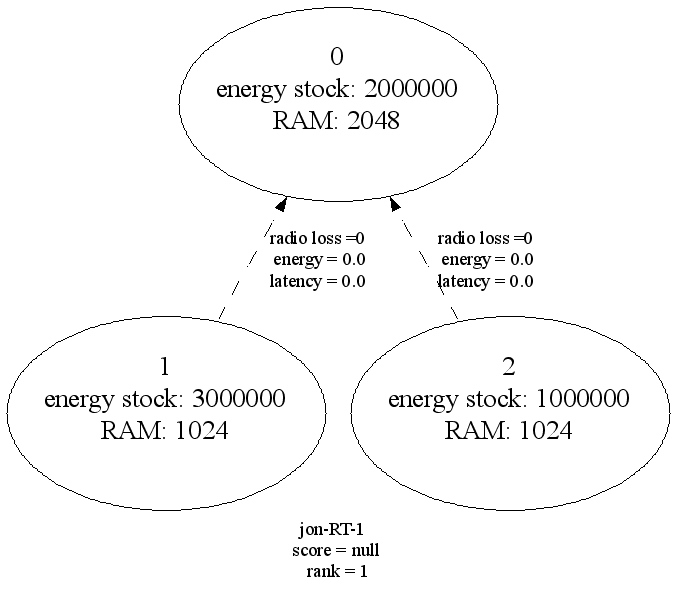 0
energy stock: 2000000
RAM: 2048
radio loss =0
energy = 0.0
latency = 0.0
radio loss =0
energy = 0.0
latency = 0.0
1
energy stock: 3000000
RAM: 1024
2
energy stock: 1000000
RAM: 1024
jon-RT-1
score = null
rank = 1